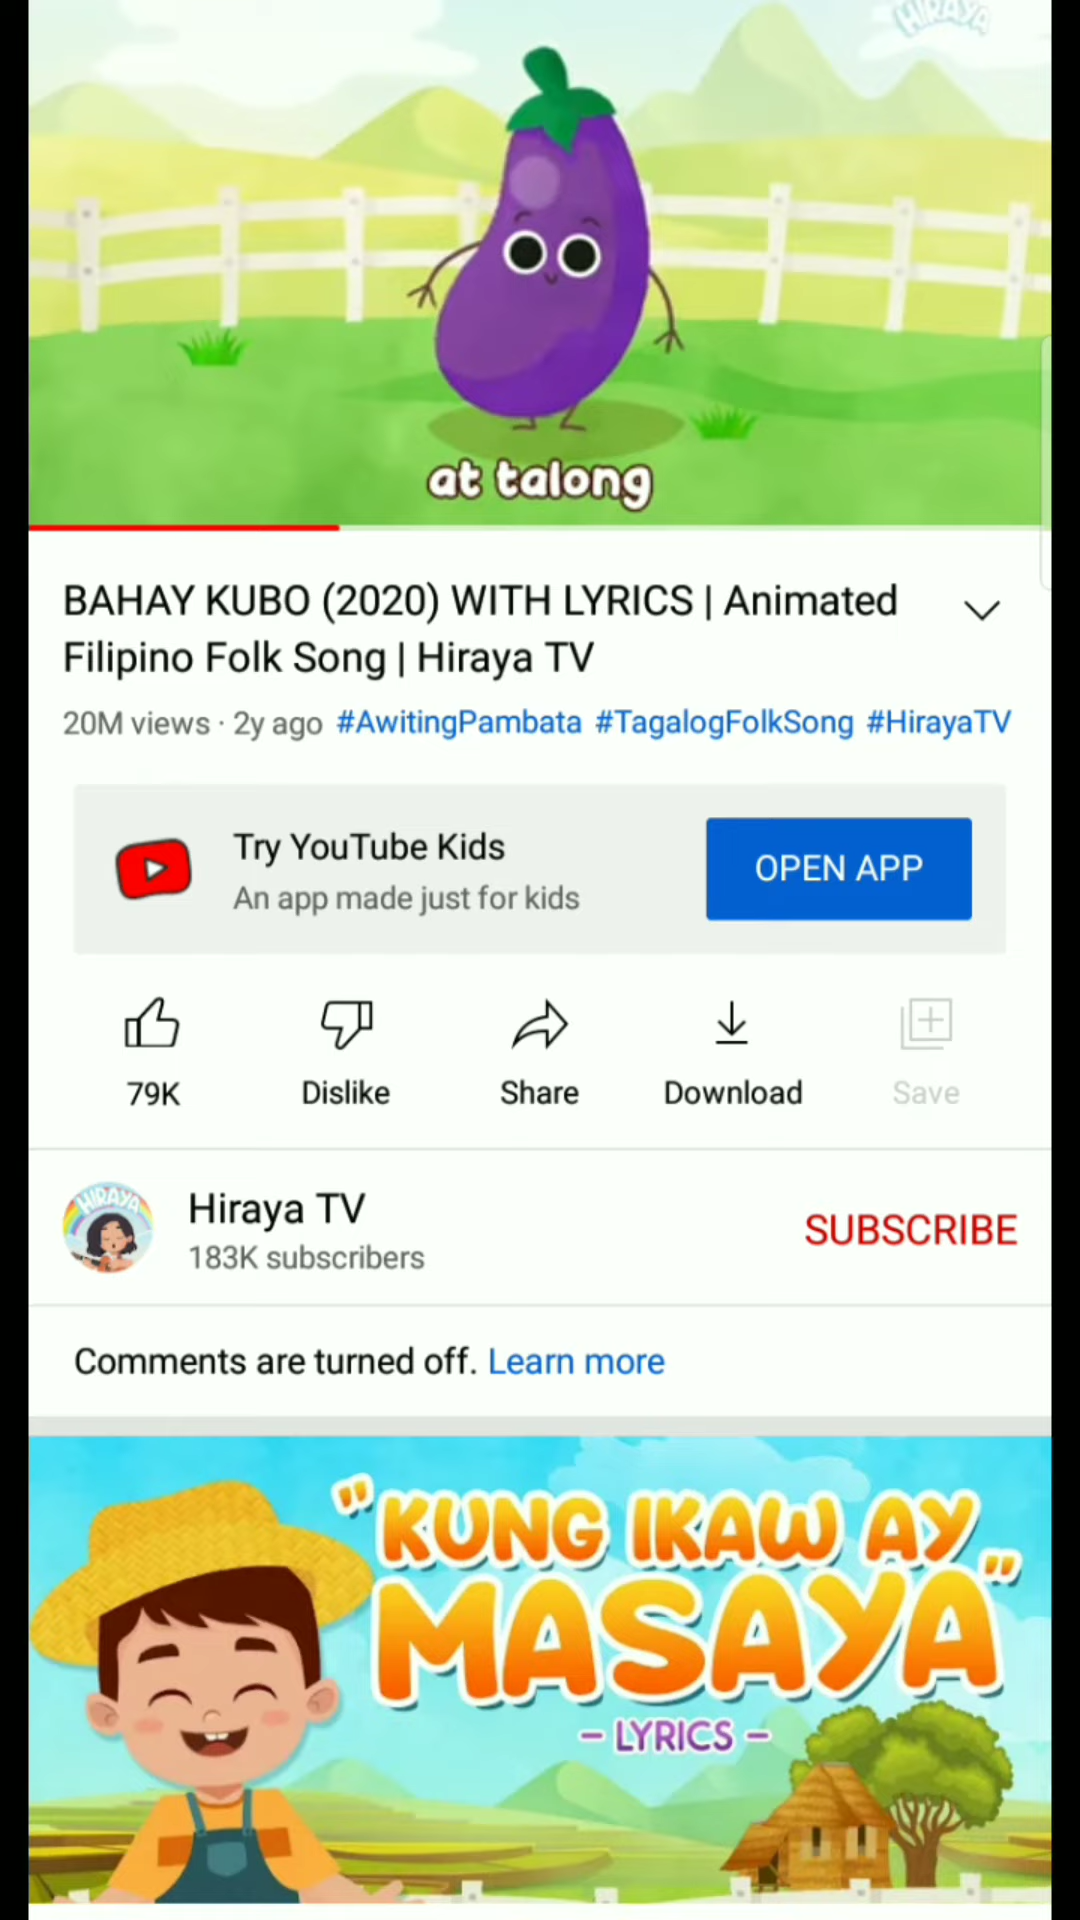 HIRAYA
at talong
BAHAY KUBO (2020) WITH LYRICS | Animated
Filipino Folk Song | Hiraya TV
20M views · 2y ago #AwitingPambata #TagalogFolkSong #HirayaTV
Try YouTube Kids
An app made just for kids
OPEN APP
79K
Dislike
Share
Download
Save
HIRAYA
Hiraya TV
183K subscribers
SUBSCRIBE
Comments are turned off. Learn more
"KUNG IKAW AY
MASAYA"
- LYRICS -